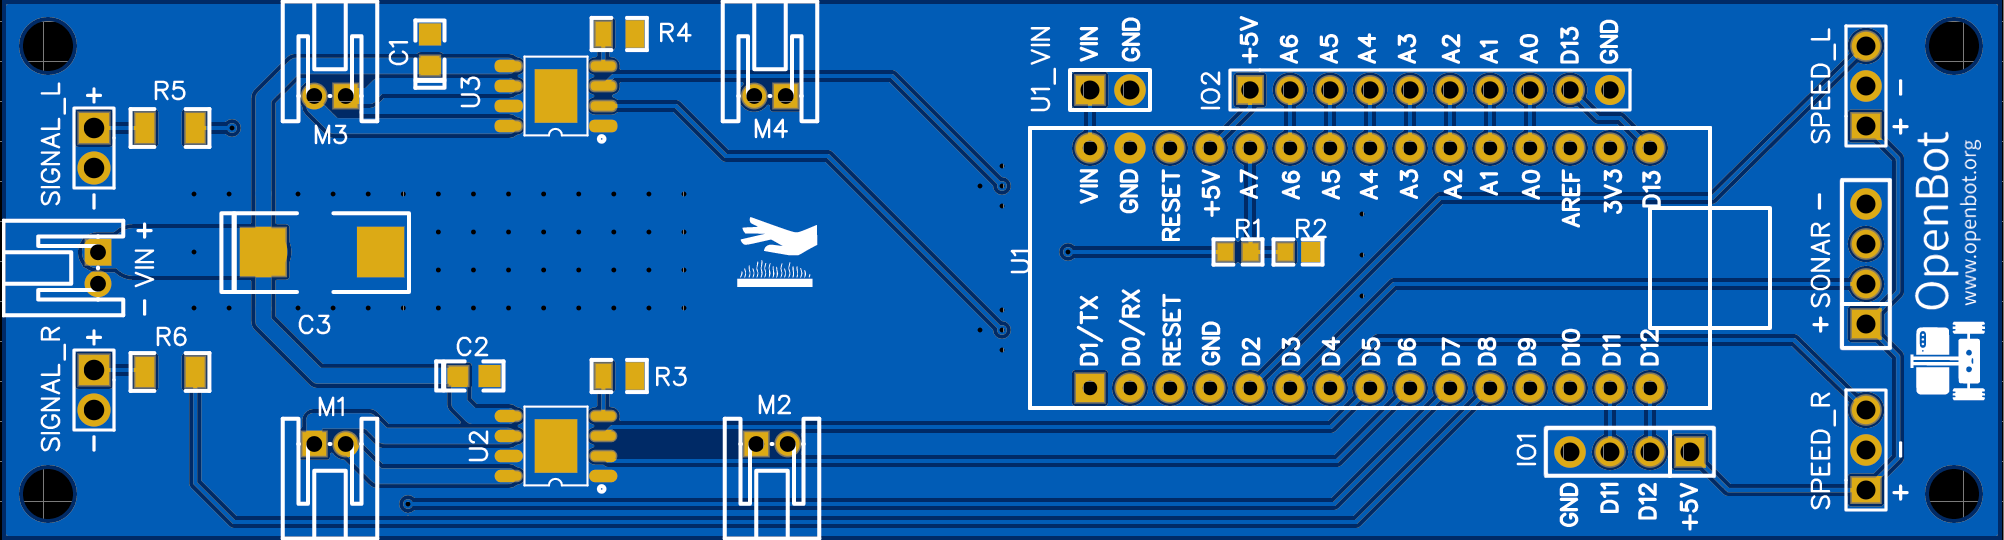 SIGNAL_L
+
-
R5
M3
C1
U3
R4
M4
U1_VIN
VIN
GND
IO2
+5V
A6
A5
A4
A3
A2
A1
A0
D13
GND
SPEED_L
-
+
VIN
GND
RESET
+5V
A7
A6
A5
A4
A3
A2
A1
A0
AREF
3V3
D13
- VIN +
C3
U1
R1
R2
+ SONAR -
OpenBot
www.openbot.org
SIGNAL_R
+
-
R6
M1
C2
U2
R3
M2
D1/TX
D0/RX
RESET
GND
D2
D3
D4
D5
D6
D7
D8
D9
D10
D11
D12
IO1
GND
D11
D12
+5V
SPEED_R
-
+